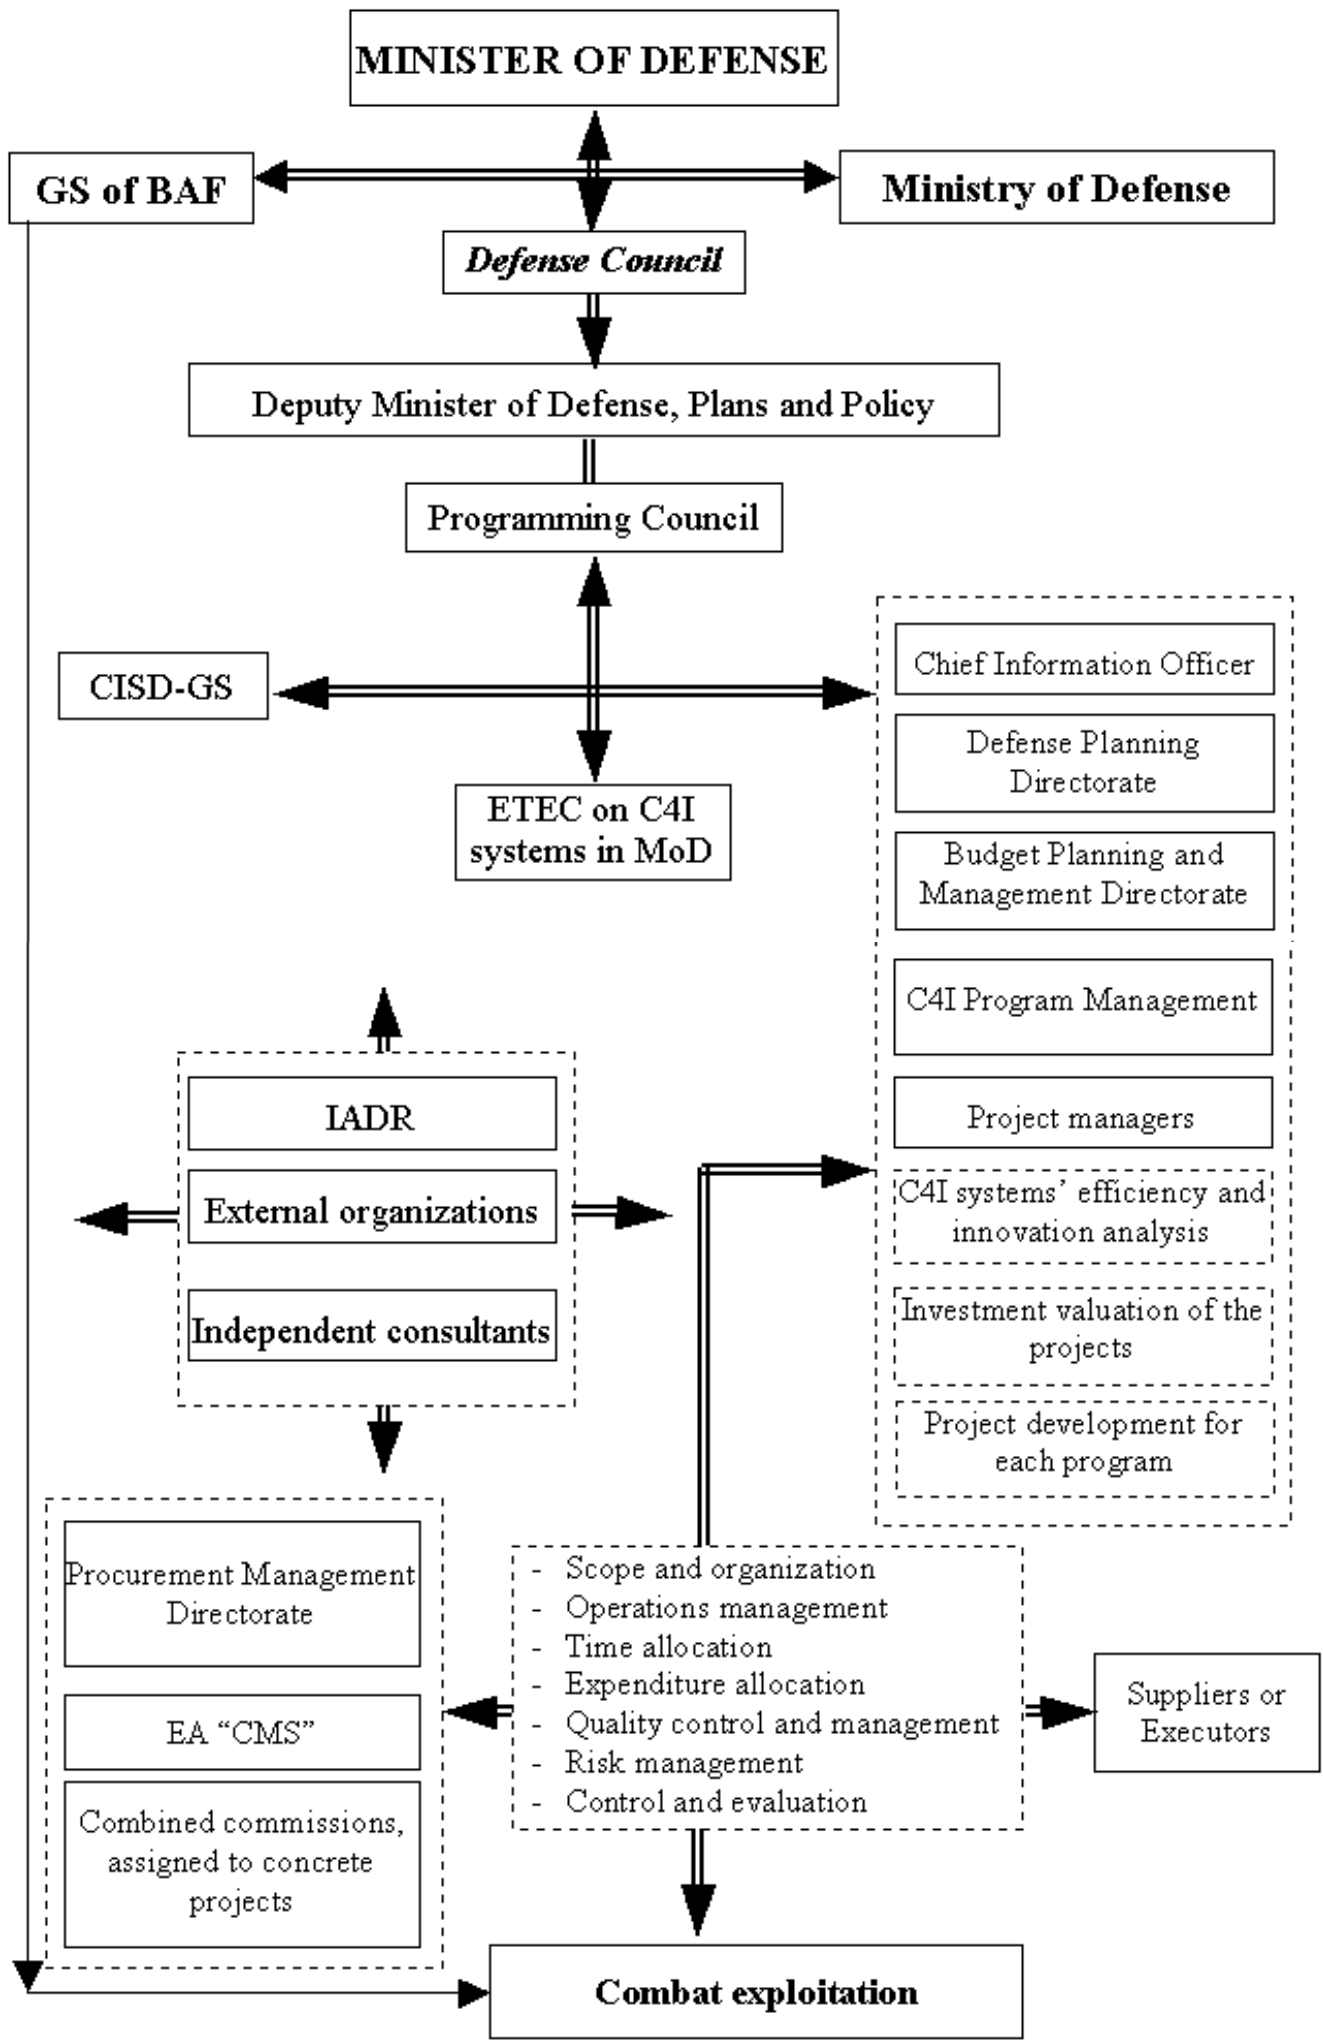 MINISTER OF DEFENSE
GS of BAF
Ministry of Defense
Defense Council
Deputy Minister of Defense, Plans and Policy
Programming Council
CISD-GS
ETEC on C4I
systems in MoD
Chief Information Officer
Defense Planning
Directorate
Budget Planning and
Management Directorate
C4I Program Management
Project managers
C4I systems’ efficiency and
innovation analysis
Investment valuation of the
projects
Project development for
each program
IADR
External organizations
Independent consultants
Procurement Management
Directorate
EA “CMS”
Combined commissions,
assigned to concrete
projects
- Scope and organization
- Operations management
- Time allocation
- Expenditure allocation
- Quality control and management
- Risk management
- Control and evaluation
Suppliers or
Executors
Combat exploitation